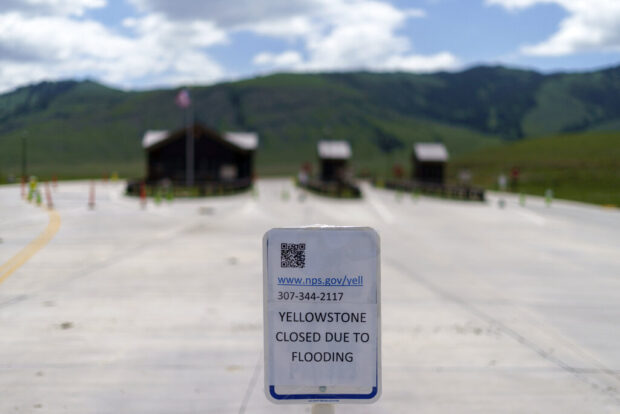 www.nps.gov/yell
307-344-2117
YELLOWSTONE
CLOSED DUE TO
FLOODING